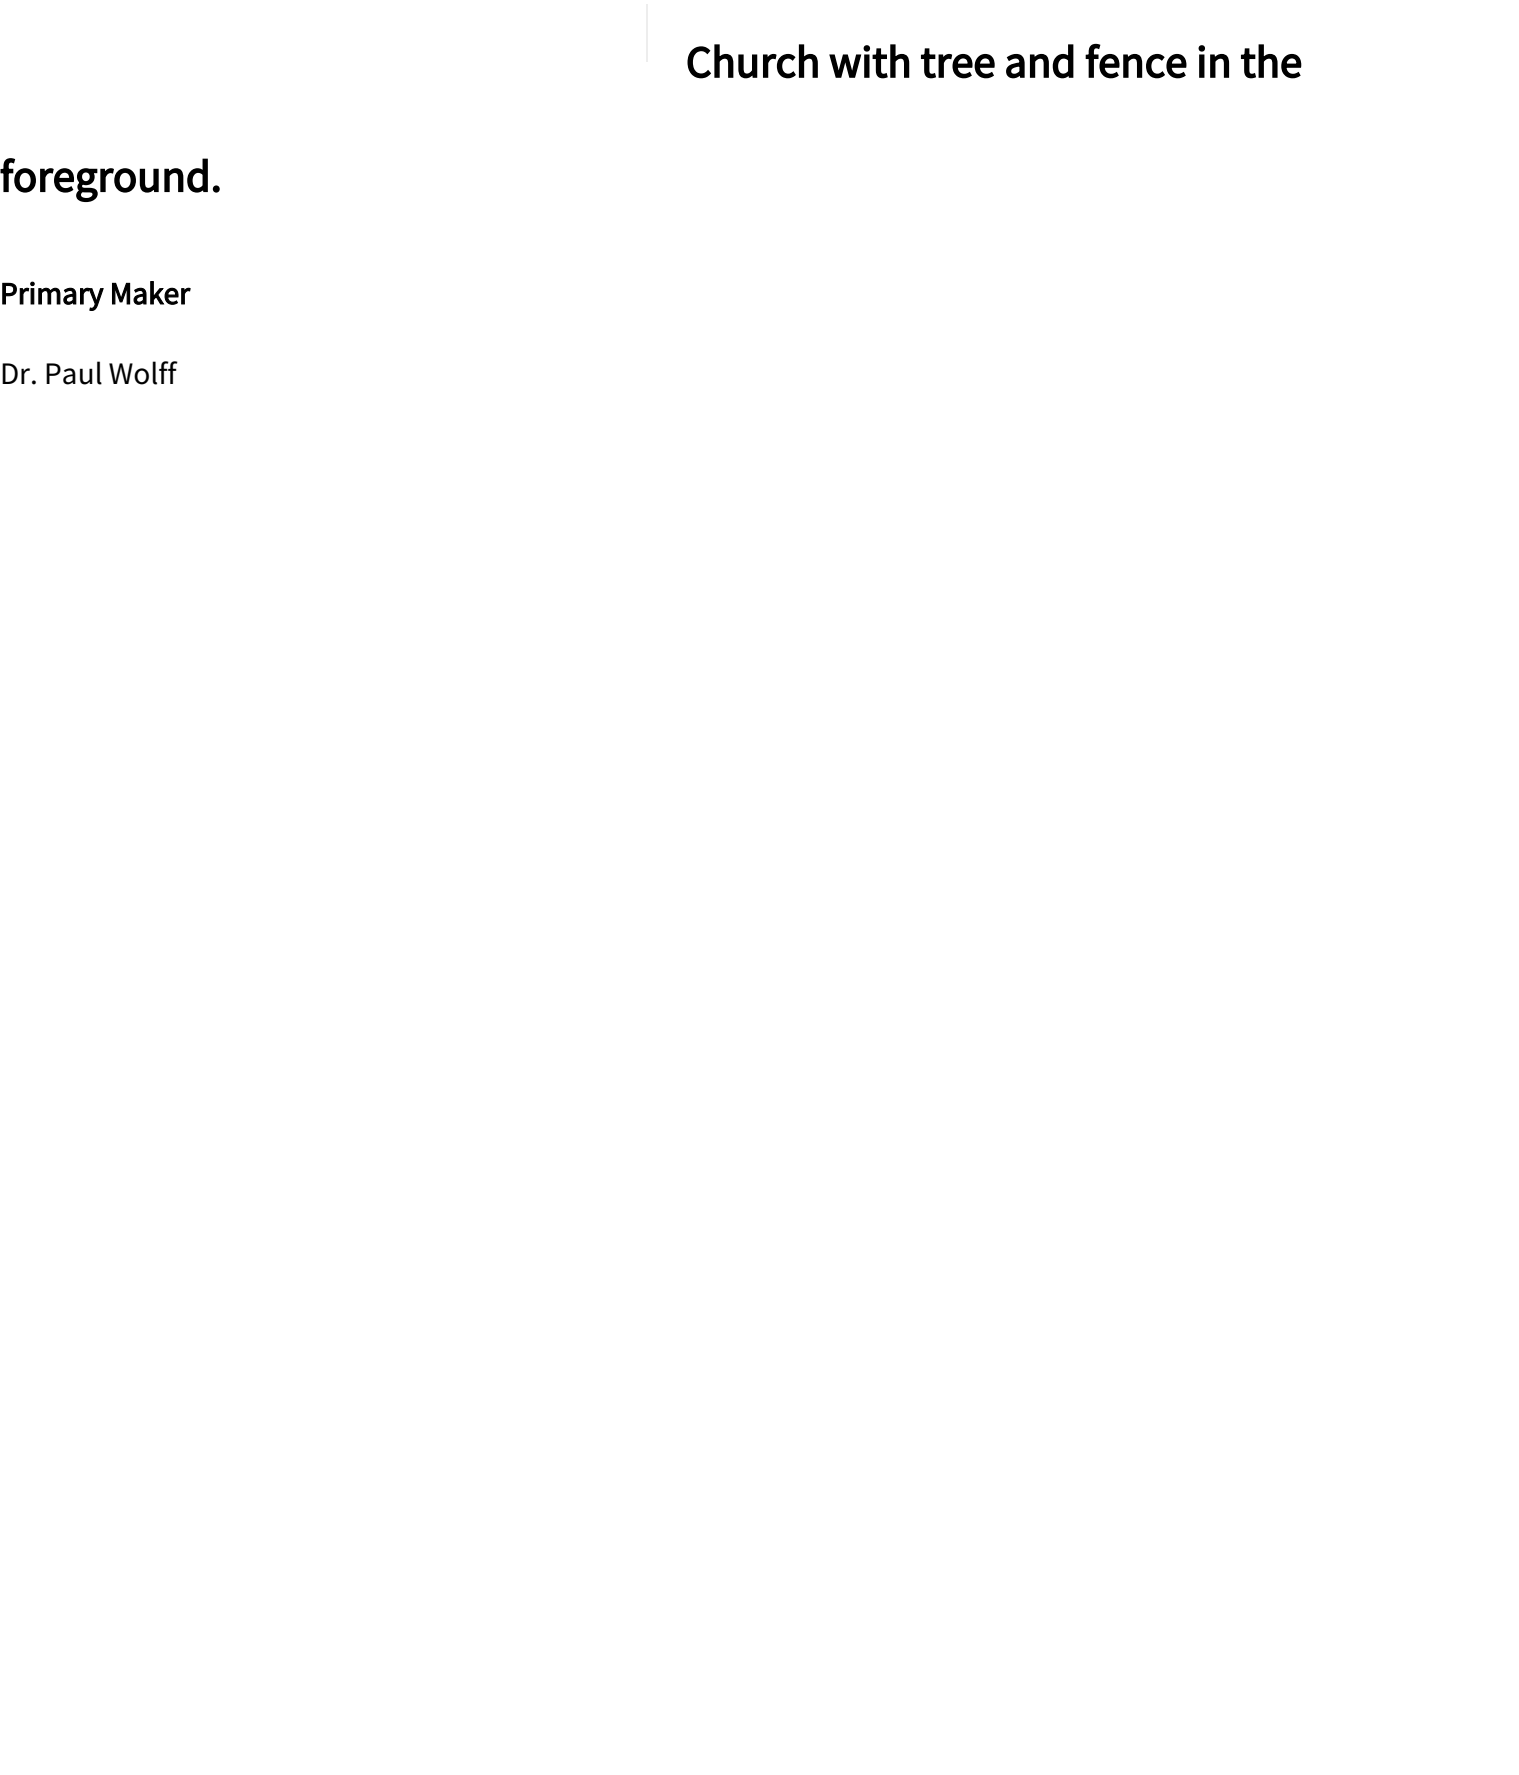 Church with tree and fence in the
foreground.
Primary Maker
Dr. Paul Wolff